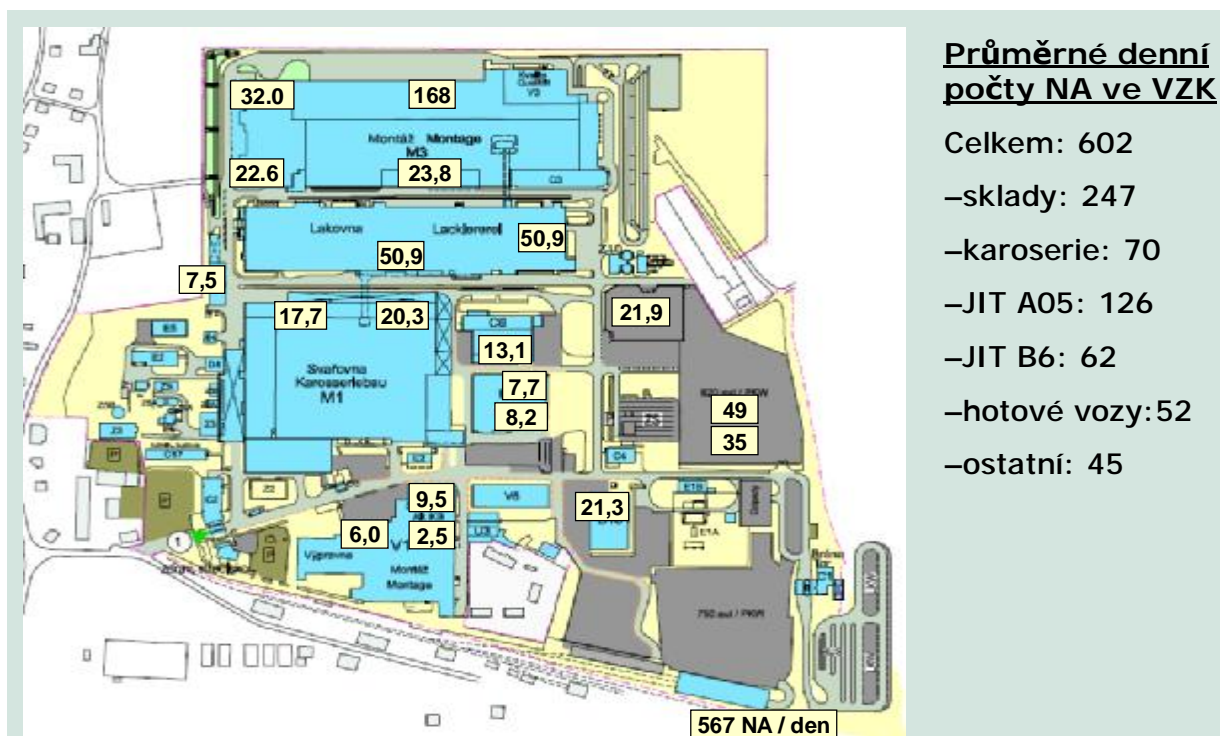 Průměrné denní
počty NA ve VZK
Celkem: 602
–sklady: 247
–karoserie: 70
–JIT A05: 126
–JIT B6: 62
–hotové vozy:52
–ostatní: 45
32.0
168
Montáž Montage
M3
22.6
23,8
Lakovna
Lackiererei
50,9
50,9
7,5
17,7
20,3
21,9
13,1
Svařovna
Karosseriebau
M1
7,7
8,2
49
35
9,5
V6
21,3
6,0
2,5
E1A
Montáž
Montage
1
567 NA / den